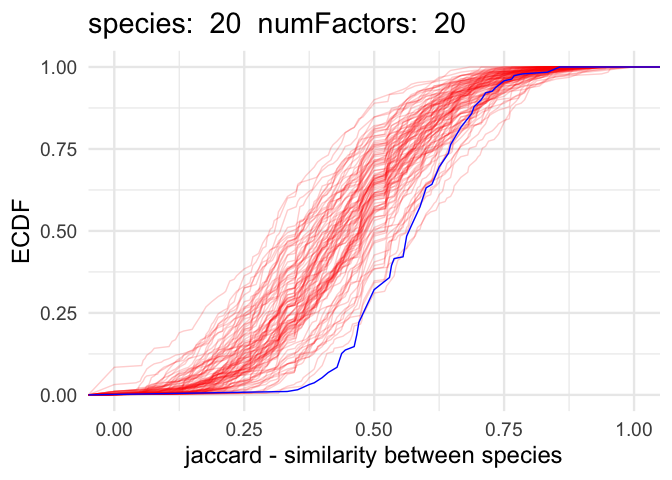 species:  20  numFactors:  20
1.00
0.75
0.50
0.25
0.00
ECDF
0.00 0.25 0.50 0.75 1.00
jaccard - similarity between species